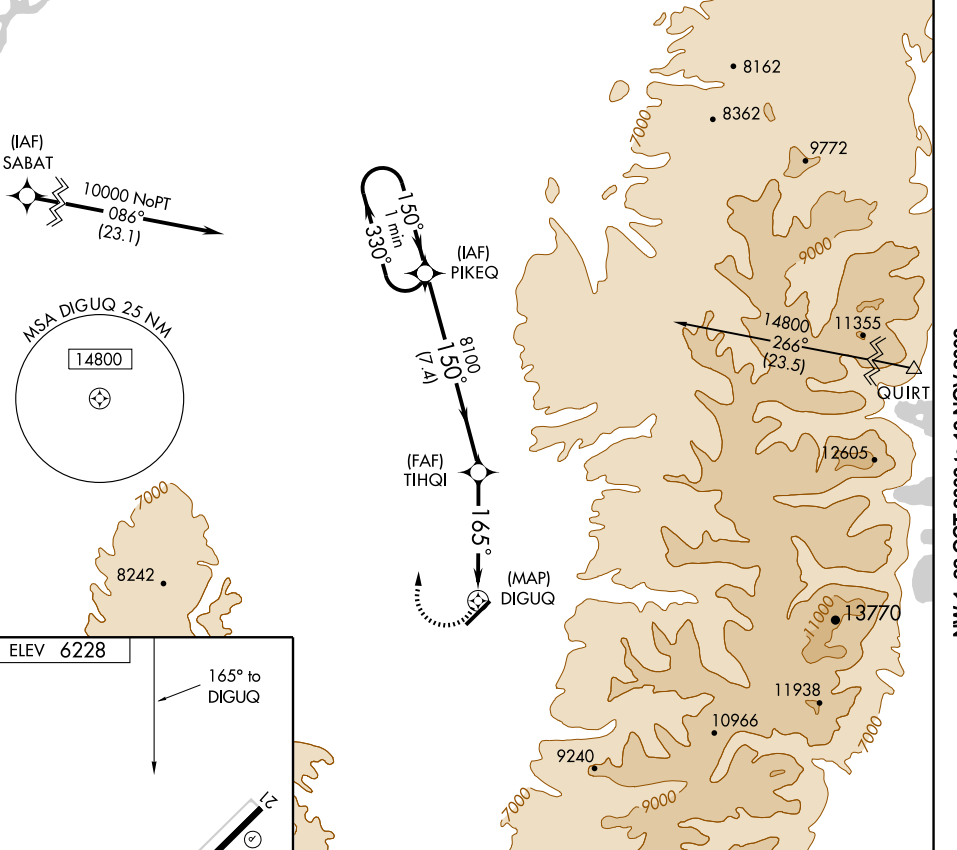 8162
8362
7000
9772
(IAF)
SABAT
10000 NoPT
086°
(23.1)
150°
1 min
330°
(IAF)
PIKEQ
9000
MSA DIGUQ 25 NM
14800
8100
150°
(7.4)
14800
266°
(23.5)
11355
QUIRT
(FAF)
TIHQI
12605
7000
165°
8242
(MAP)
DIGUQ
11000
13770
ELEV 6228
165° to
DIGUQ
11938
10966
7000
9240
9000
7000
21
P